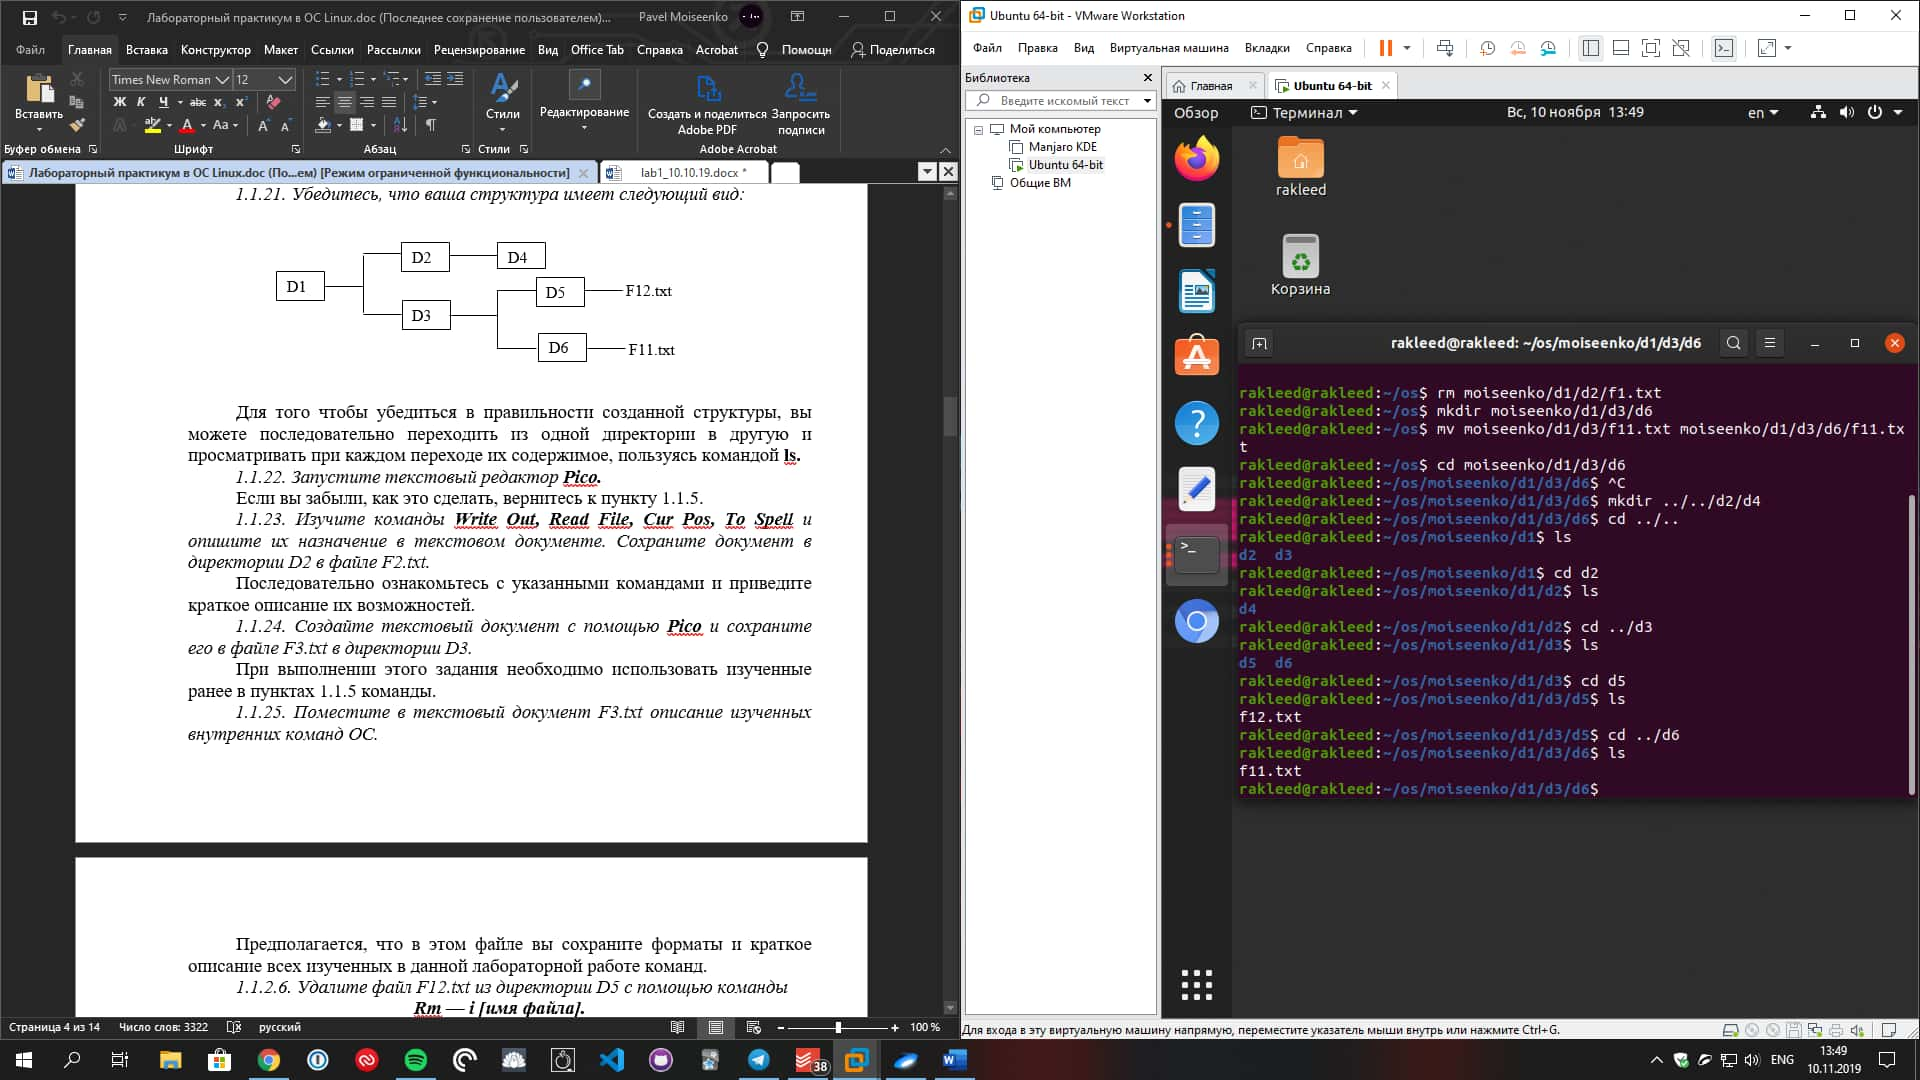 Лабораторный практикум в ОС Linux.doc (Последнее сохранение пользователем)...
Pavel Moiseenko
Файл Главная Вставка Конструктор Макет Ссылки Рассылки Рецензирование Вид Office Tab Справка Acrobat Помощн Поделиться
Times New Roman 12
Вставить
Ж К Ч abc x₂ x²
Aa
Стили
Редактирование
Создать и поделиться Adobe PDF
Запросить подписи
Буфер обмена Шрифт Абзац Стили Adobe Acrobat
Лабораторный практикум в ОС Linux.doc (По...ем) [Режим ограниченной функциональности]
lab1_10.10.19.docx *
1.1.21. Убедитесь, что ваша структура имеет следующий вид:
D2 D4
D1 D5 F12.txt
D3
D6 F11.txt
Для того чтобы убедиться в правильности созданной структуры, вы
можете последовательно переходить из одной директории в другую и
просматривать при каждом переходе их содержимое, пользуясь командой ls.
1.1.22. Запустите текстовый редактор Pico.
Если вы забыли, как это сделать, вернитесь к пункту 1.1.5.
1.1.23. Изучите команды Write Out, Read File, Cur Pos, To Spell и
опишите их назначение в текстовом документе. Сохраните документ в
директории D2 в файле F2.txt.
Последовательно ознакомьтесь с указанными командами и приведите
краткое описание их возможностей.
1.1.24. Создайте текстовый документ с помощью Pico и сохраните
его в файле F3.txt в директории D3.
При выполнении этого задания необходимо использовать изученные
ранее в пунктах 1.1.5 команды.
1.1.25. Поместите в текстовый документ F3.txt описание изученных
внутренних команд ОС.
Предполагается, что в этом файле вы сохраните форматы и краткое
описание всех изученных в данной лабораторной работе команд.
1.1.2.6. Удалите файл F12.txt из директории D5 с помощью команды
Rm — i [имя файла].
Страница 4 из 14 Число слов: 3322 русский 100 %
Ubuntu 64-bit - VMware Workstation
Файл Правка Вид Виртуальная машина Вкладки Справка
Библиотека
Введите искомый текст
Мой компьютер
Manjaro KDE
Ubuntu 64-bit
Общие ВМ
Главная
Ubuntu 64-bit
Обзор Терминал Вс, 10 ноября 13:49 en
rakleed
Корзина
rakleed@rakleed: ~/os/moiseenko/d1/d3/d6
rakleed@rakleed:~/os$ rm moiseenko/d1/d2/f1.txt
rakleed@rakleed:~/os$ mkdir moiseenko/d1/d3/d6
rakleed@rakleed:~/os$ mv moiseenko/d1/d3/f11.txt moiseenko/d1/d3/d6/f11.tx
t
rakleed@rakleed:~/os$ cd moiseenko/d1/d3/d6
rakleed@rakleed:~/os/moiseenko/d1/d3/d6$ ^C
rakleed@rakleed:~/os/moiseenko/d1/d3/d6$ mkdir ../../d2/d4
rakleed@rakleed:~/os/moiseenko/d1/d3/d6$ cd ../..
rakleed@rakleed:~/os/moiseenko/d1$ ls
d2 d3
rakleed@rakleed:~/os/moiseenko/d1$ cd d2
rakleed@rakleed:~/os/moiseenko/d1/d2$ ls
d4
rakleed@rakleed:~/os/moiseenko/d1/d2$ cd ../d3
rakleed@rakleed:~/os/moiseenko/d1/d3$ ls
d5 d6
rakleed@rakleed:~/os/moiseenko/d1/d3$ cd d5
rakleed@rakleed:~/os/moiseenko/d1/d3/d5$ ls
f12.txt
rakleed@rakleed:~/os/moiseenko/d1/d3/d5$ cd ../d6
rakleed@rakleed:~/os/moiseenko/d1/d3/d6$ ls
f11.txt
rakleed@rakleed:~/os/moiseenko/d1/d3/d6$
Для входа в эту виртуальную машину напрямую, переместите указатель мыши внутрь или нажмите Ctrl+G.
38
ENG
13:49
10.11.2019